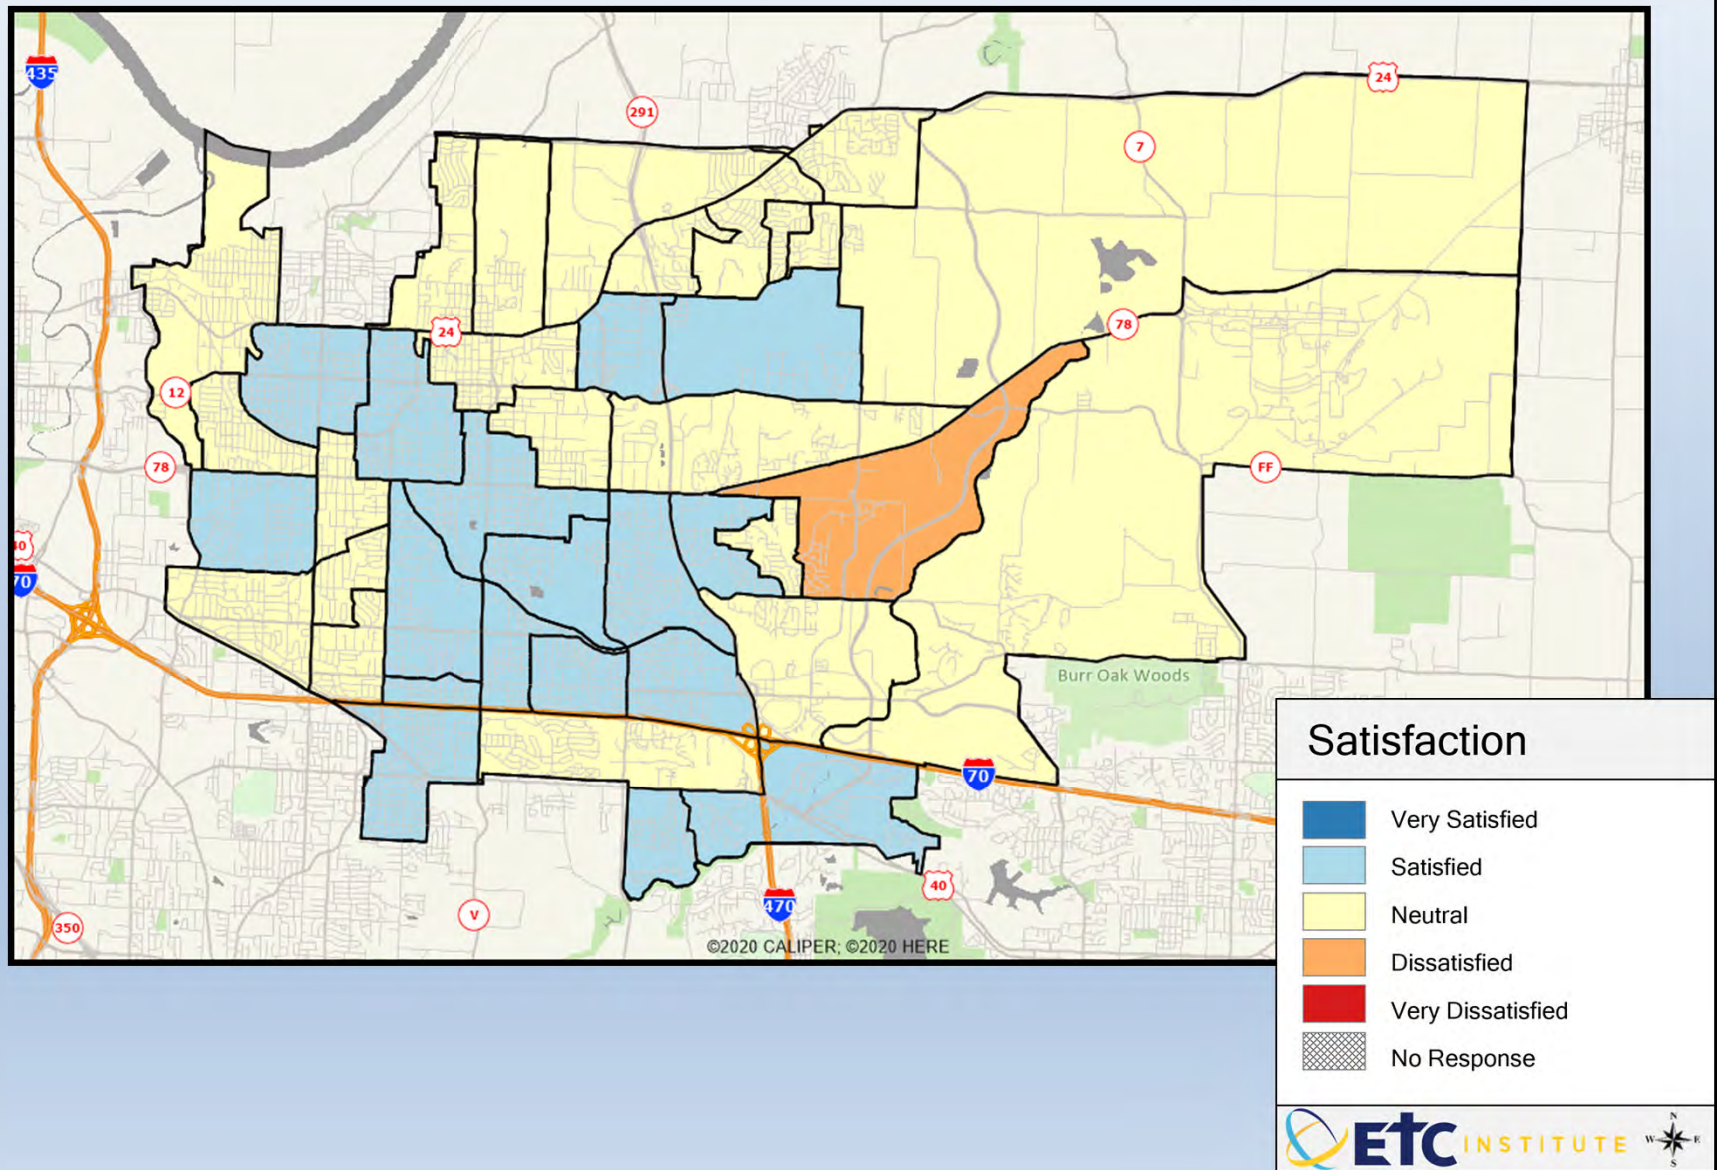 24
435
291
7
24
78
12
78
FF
40
70
Burr Oak Woods
70
40
V
470
350
©2020 CALIPER; ©2020 HERE
Satisfaction
Very Satisfied
Satisfied
Neutral
Dissatisfied
Very Dissatisfied
No Response
ETC INSTITUTE
N
W E
S